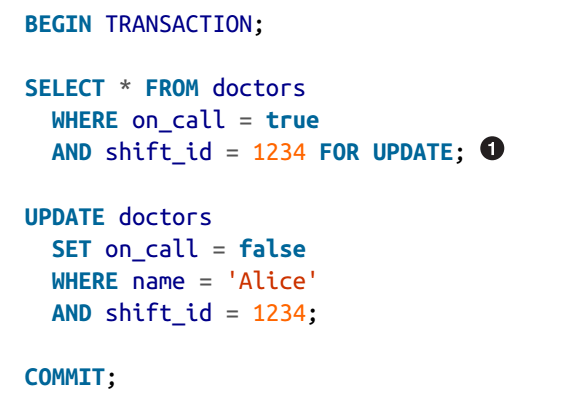 BEGIN TRANSACTION;
SELECT * FROM doctors
WHERE on_call = true
AND shift_id = 1234 FOR UPDATE; ❶
UPDATE doctors
SET on_call = false
WHERE name = 'Alice'
AND shift_id = 1234;
COMMIT;